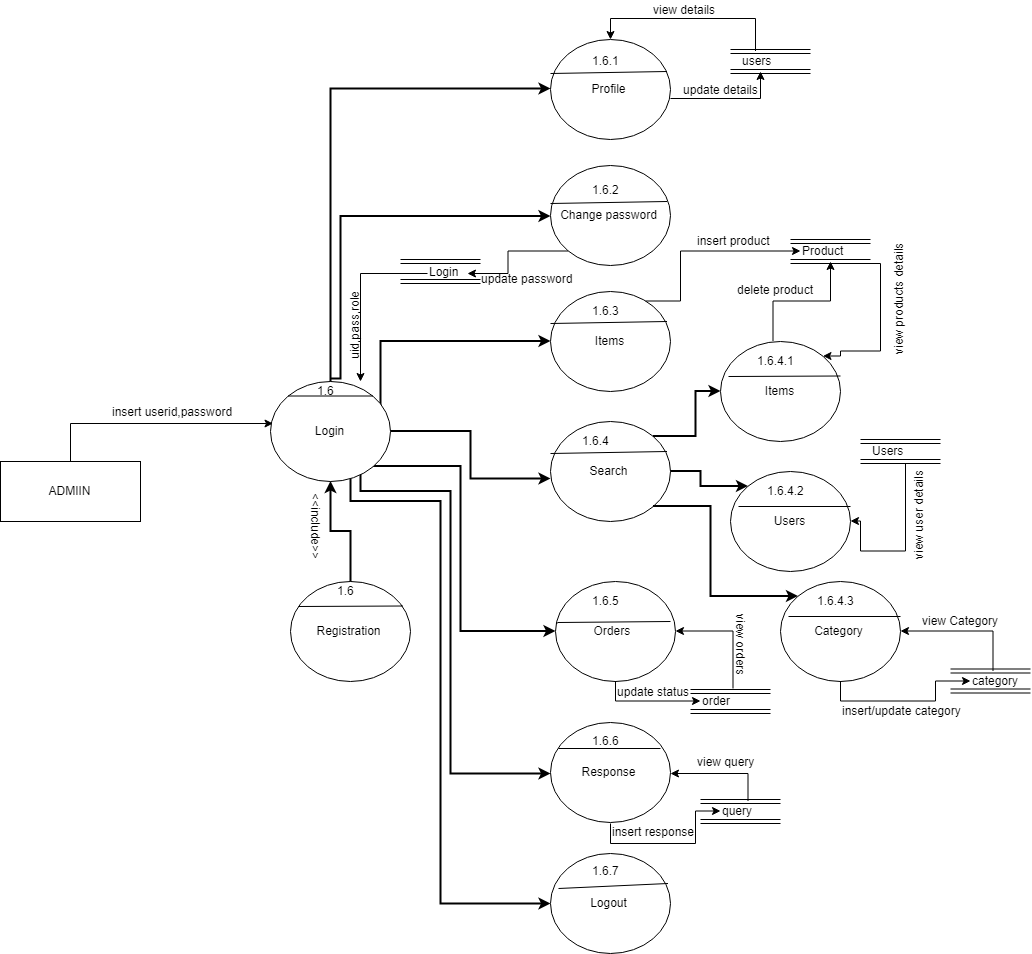 view details
1.6.1
users
Profile
update details
1.6.2
Change password
insert product
Product
view products details
Login
update password
delete product
uid,pass,role
1.6.3
Items
1.6.4.1
Items
1.6
insert userid,password
Login
1.6.4
Search
Users
ADMIIN
1.6.4.2
Users
view user details
<<include>>
1.6
Registration
1.6.5
Orders
view orders
1.6.4.3
Category
view Category
category
update status
order
insert/update category
1.6.6
Response
view query
query
insert response
1.6.7
Logout